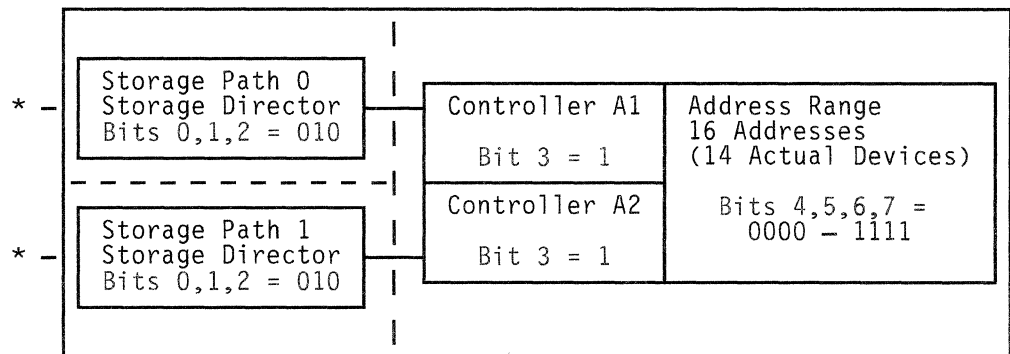 * –
Storage Path 0
Storage Director
Bits 0,1,2 = 010
Controller A1
Bit 3 = 1
Address Range
16 Addresses
(14 Actual Devices)
Bits 4,5,6,7 =
0000 – 1111
* –
Storage Path 1
Storage Director
Bits 0,1,2 = 010
Controller A2
Bit 3 = 1